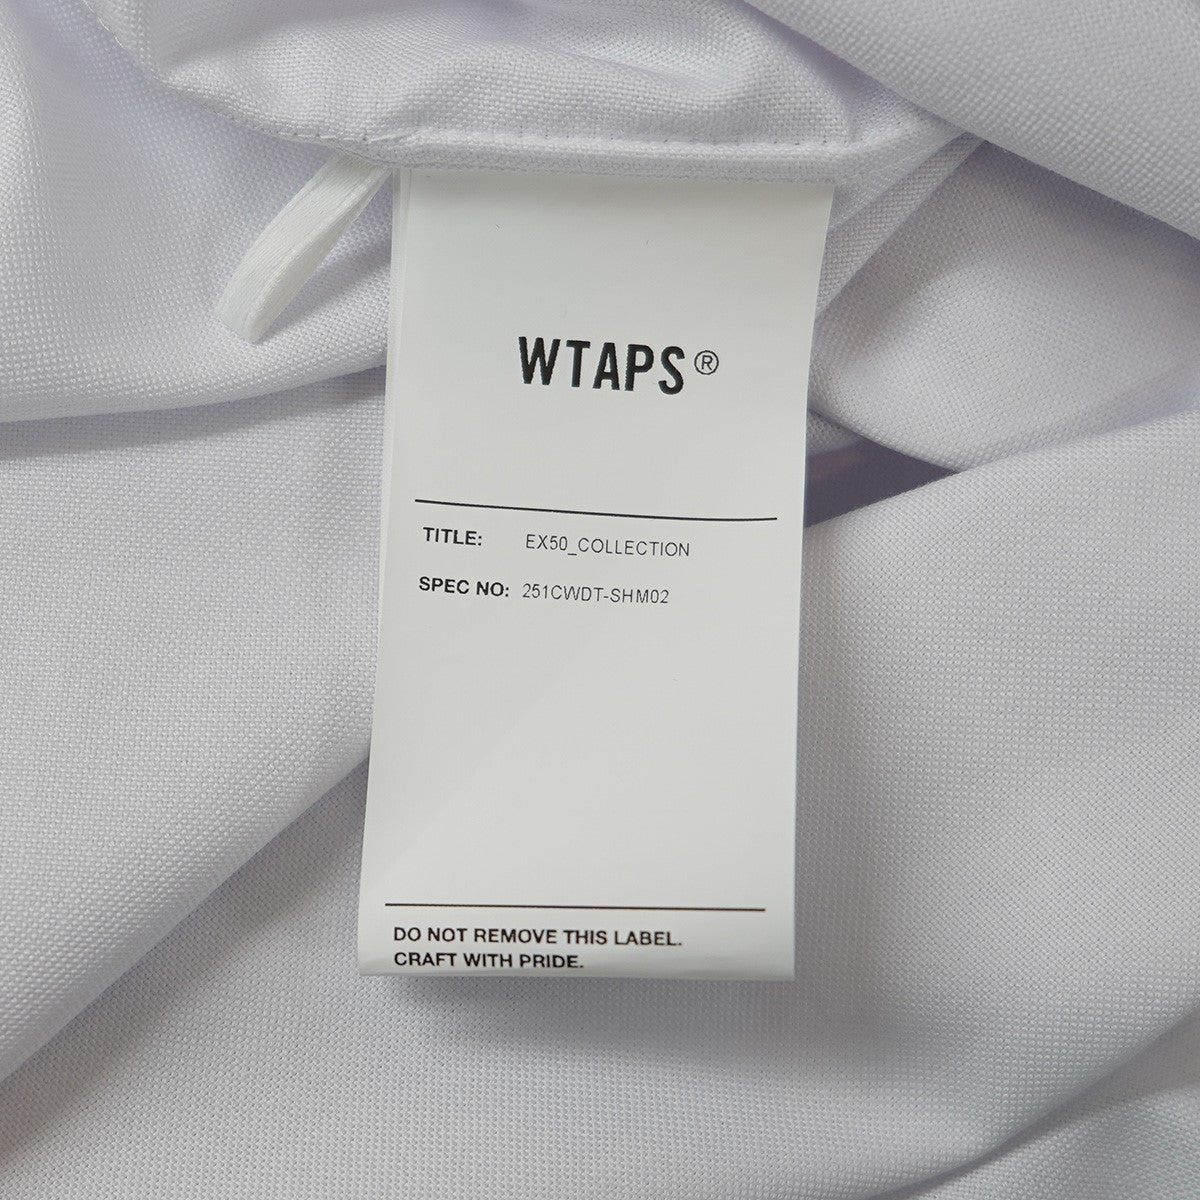 WTAPS®
TITLE: EX50_COLLECTION
SPEC NO: 251CWDT-SHM02
DO NOT REMOVE THIS LABEL.
CRAFT WITH PRIDE.